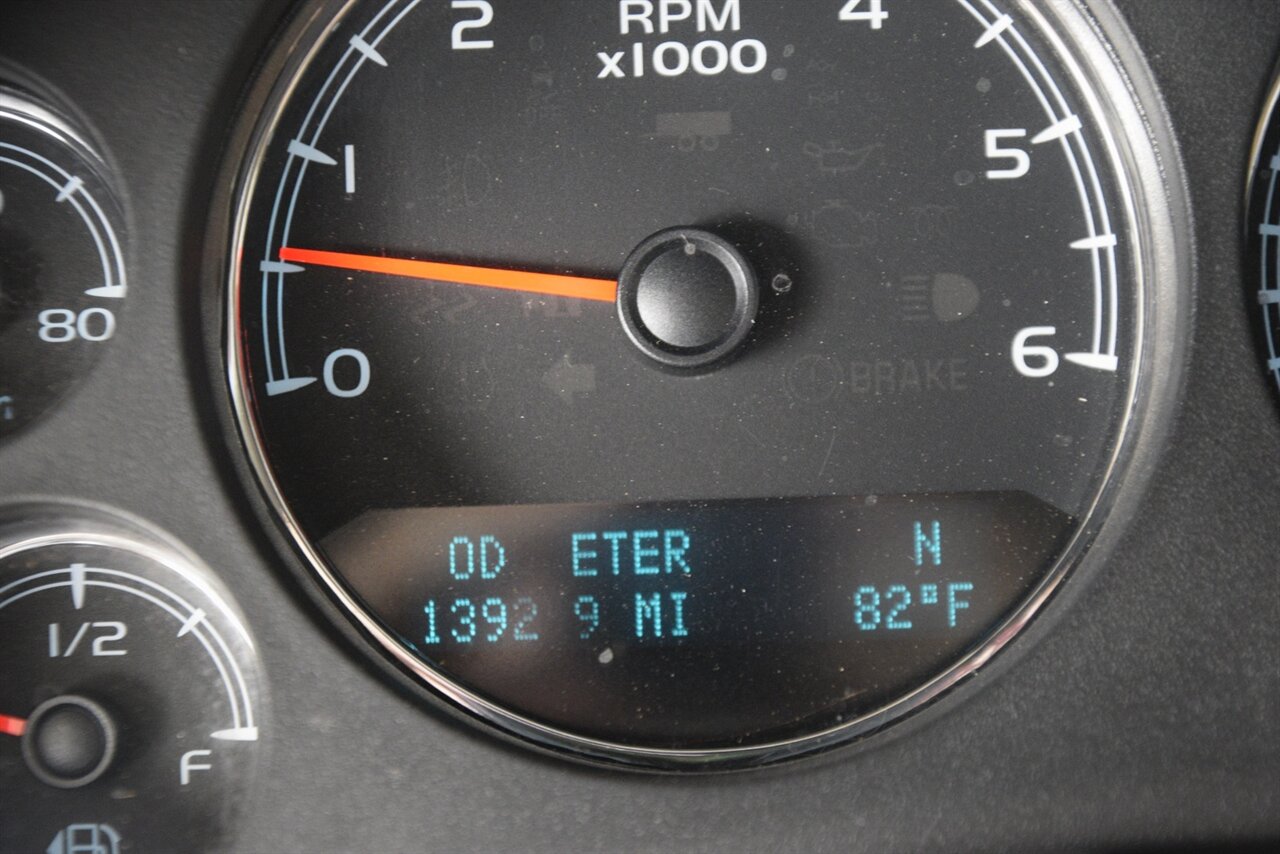 2
RPM
4
x1000
1
5
80
BRAKE
0
6
OD ETER
N
1392 9 MI
82°F
1/2
F